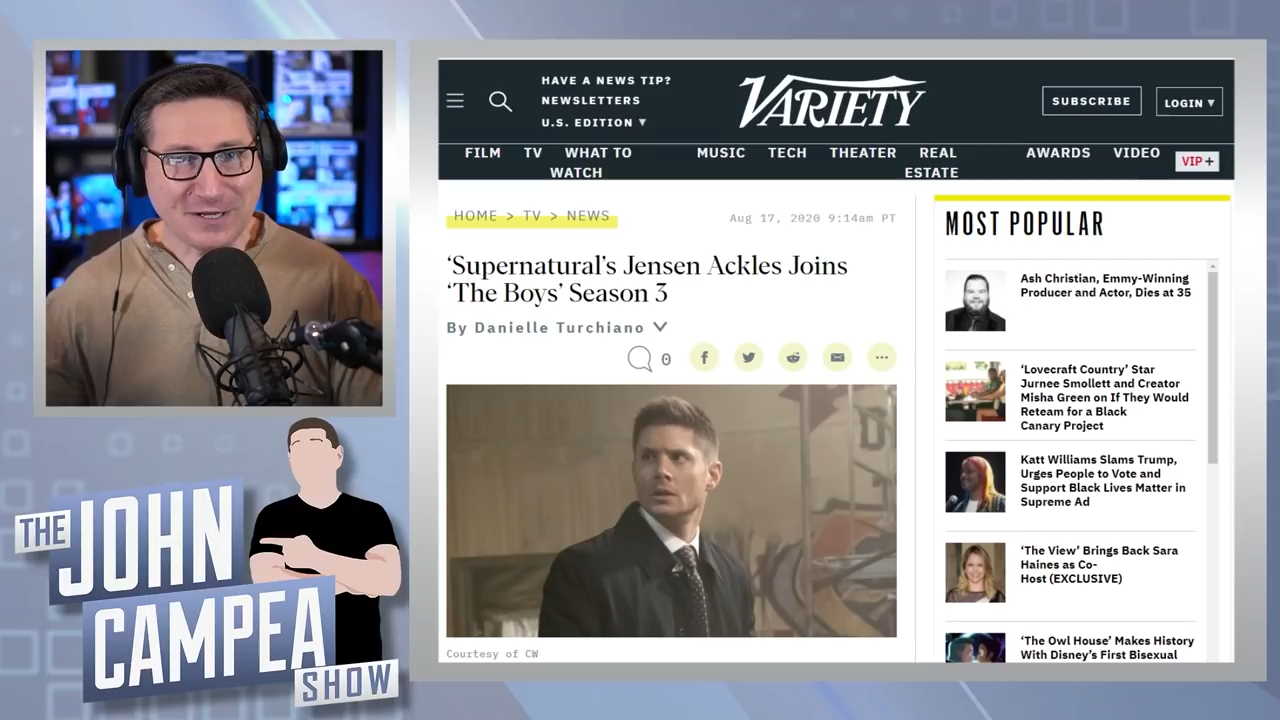 HAVE A NEWS TIP?
NEWSLETTERS
U.S. EDITION ▼
VARIETY
SUBSCRIBE
LOGIN ▼
FILM TV WHAT TO MUSIC TECH THEATER REAL AWARDS VIDEO VIP+
WATCH ESTATE
HOME > TV > NEWS
Aug 17, 2020 9:14am PT
‘Supernatural’s Jensen Ackles Joins
‘The Boys’ Season 3
By Danielle Turchiano
0
Courtesy of CW
MOST POPULAR
Ash Christian, Emmy-Winning
Producer and Actor, Dies at 35
‘Lovecraft Country’ Star
Jurnee Smollett and Creator
Misha Green on If They Would
Reteam for a Black
Canary Project
Katt Williams Slams Trump,
Urges People to Vote and
Support Black Lives Matter in
Supreme Ad
‘The View’ Brings Back Sara
Haines as Co-
Host (EXCLUSIVE)
‘The Owl House’ Makes History
With Disney’s First Bisexual
THE
JOHN
CAMPEA
SHOW